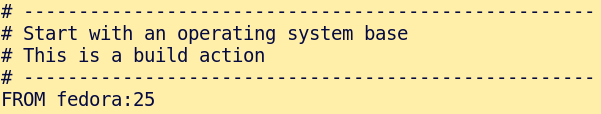 # ----------------------------------------------------
# Start with an operating system base
# This is a build action
# ----------------------------------------------------
FROM fedora:25